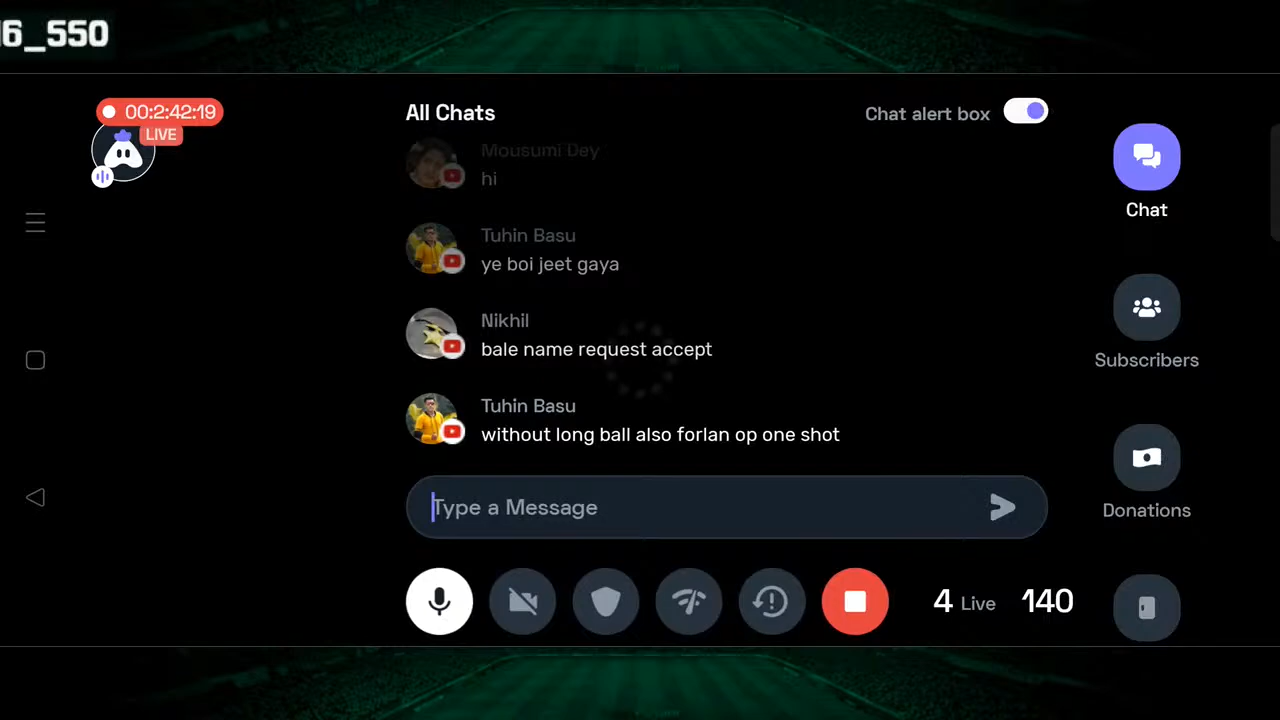 16_550
00:2:42:19
LIVE
All Chats
Chat alert box
Mousumi Dey
hi
Tuhin Basu
ye boi jeet gaya
Nikhil
bale name request accept
Tuhin Basu
without long ball also forlan op one shot
Type a Message
4 Live 140
Chat
Subscribers
Donations